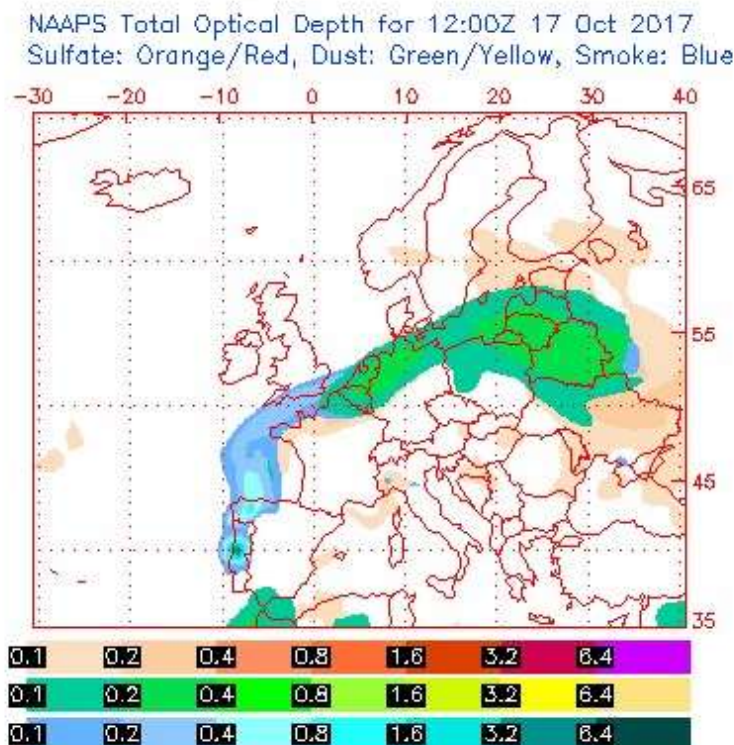 NAAPS Total Optical Depth for 12:00Z 17 Oct 2017
Sulfate: Orange/Red, Dust: Green/Yellow, Smoke: Blue
-30 -20 -10 0 10 20 30 40
65
55
45
35
0.1 0.2 0.4 0.8 1.6 3.2 6.4
0.1 0.2 0.4 0.8 1.6 3.2 6.4
0.1 0.2 0.4 0.8 1.6 3.2 6.4